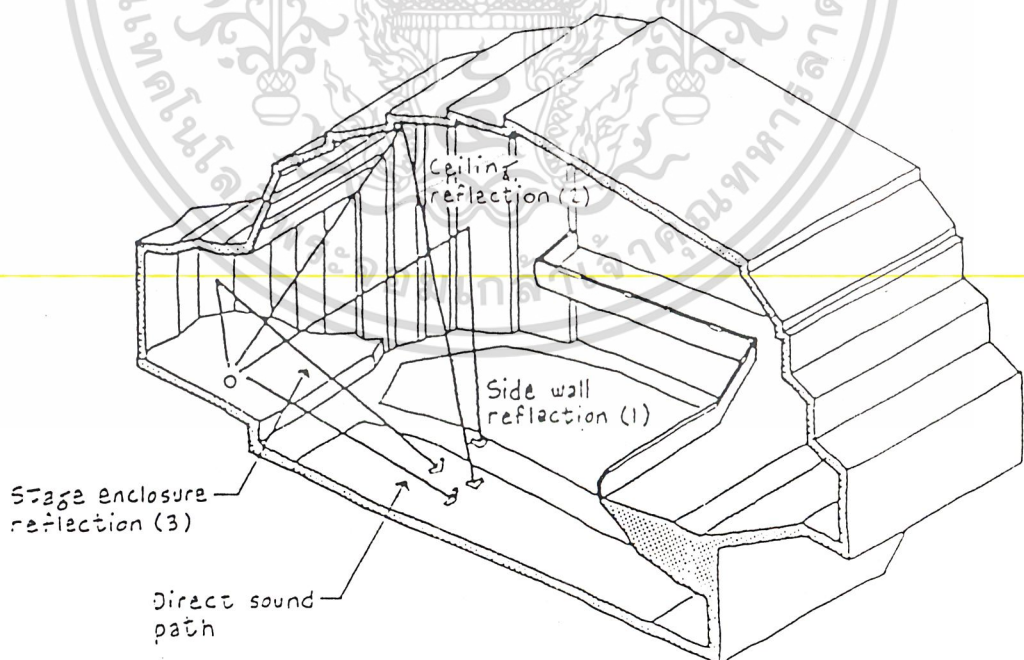 Ceiling
reflection (2)
Side wall
reflection (1)
Stage enclosure
reflection (3)
Direct sound
path